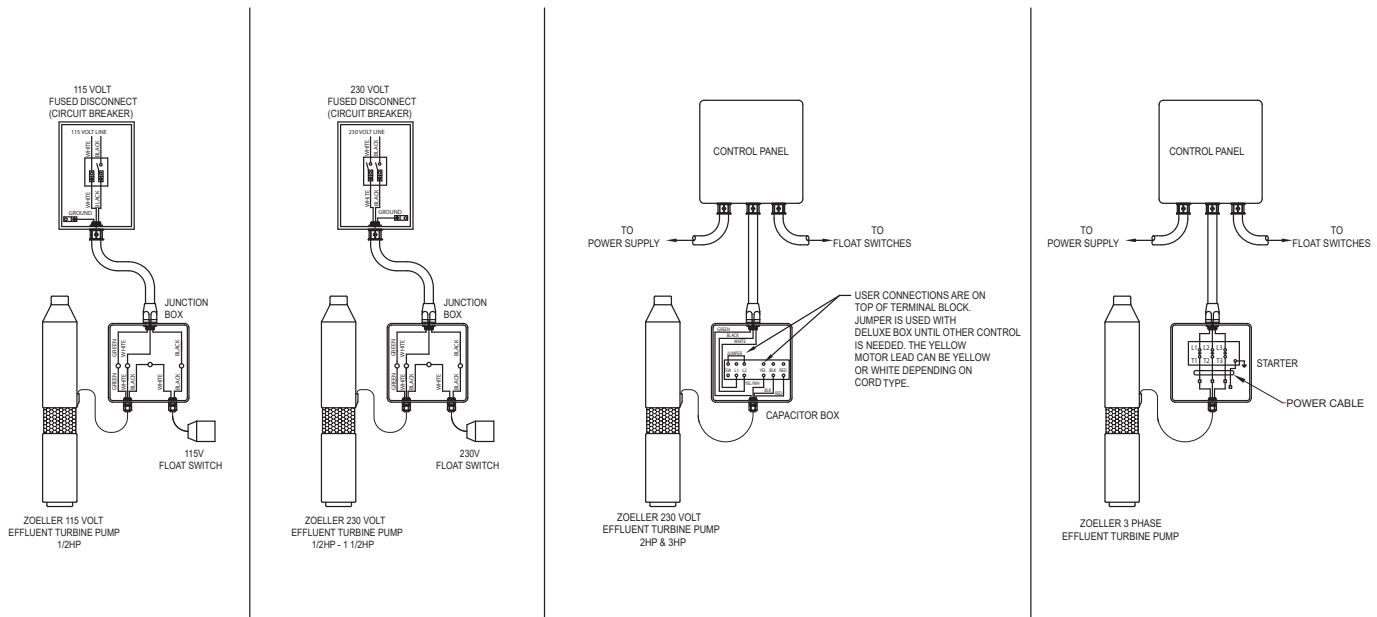 115 VOLT
FUSED DISCONNECT
(CIRCUIT BREAKER)
115 VOLT LINE
WHITE
BLACK
WHITE
BLACK
GROUND
JUNCTION
BOX
GREEN
WHITE
BLACK
GREEN
WHITE
BLACK
WHITE
BLACK
115V
FLOAT SWITCH
ZOELLER 115 VOLT
EFFLUENT TURBINE PUMP
1/2HP
230 VOLT
FUSED DISCONNECT
(CIRCUIT BREAKER)
230 VOLT LINE
WHITE
BLACK
WHITE
BLACK
GROUND
JUNCTION
BOX
GREEN
WHITE
BLACK
GREEN
WHITE
BLACK
WHITE
BLACK
230V
FLOAT SWITCH
ZOELLER 230 VOLT
EFFLUENT TURBINE PUMP
1/2HP - 1 1/2HP
CONTROL PANEL
TO
POWER SUPPLY
TO
FLOAT SWITCHES
USER CONNECTIONS ARE ON
TOP OF TERMINAL BLOCK.
JUMPER IS USED WITH
DELUXE BOX UNTIL OTHER CONTROL
IS NEEDED. THE YELLOW
MOTOR LEAD CAN BE YELLOW
OR WHITE DEPENDING ON
CORD TYPE.
GREEN
BLACK
WHITE
JUMPER
SW L1 L2 YEL BLK RED
YEL/WH
BLK
RED
CAPACITOR BOX
ZOELLER 230 VOLT
EFFLUENT TURBINE PUMP
2HP & 3HP
CONTROL PANEL
TO
POWER SUPPLY
TO
FLOAT SWITCHES
L1 L2 L3
T1 T2 T3
STARTER
POWER CABLE
ZOELLER 3 PHASE
EFFLUENT TURBINE PUMP